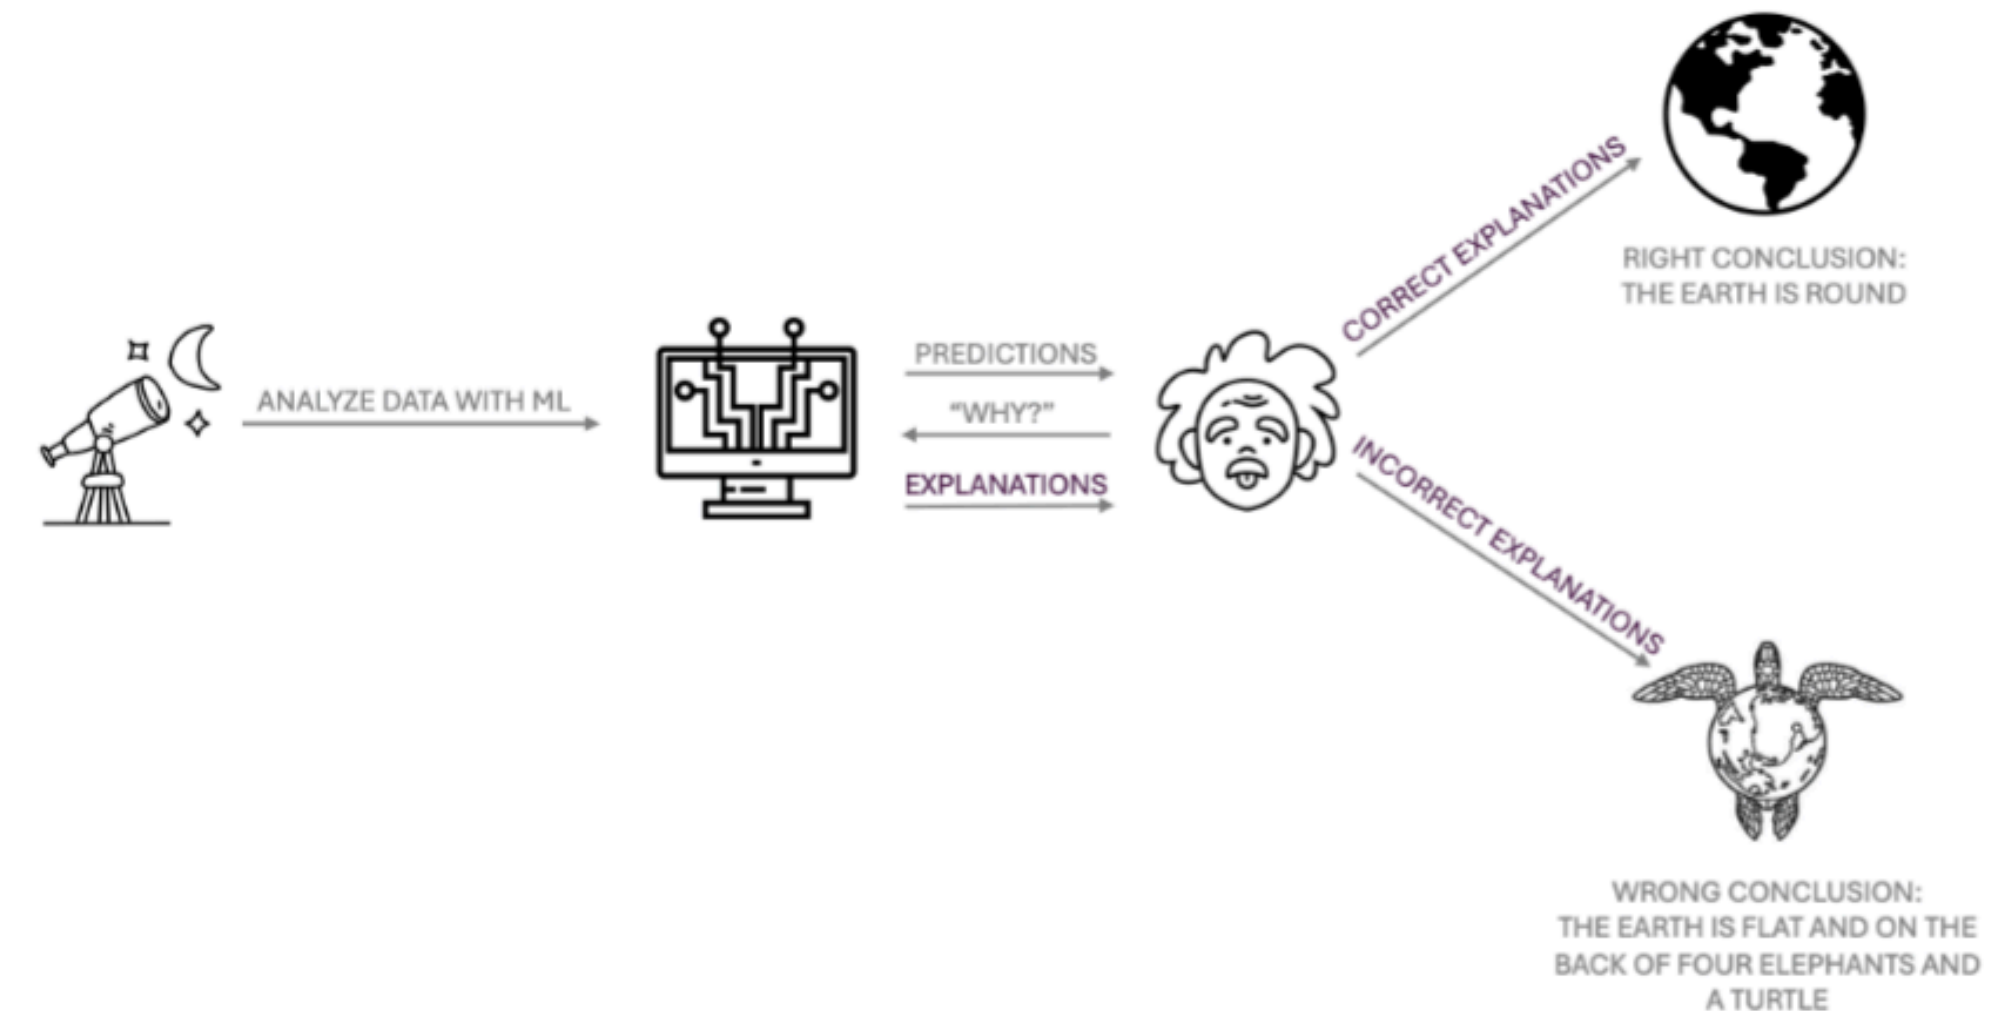 ANALYZE DATA WITH ML
PREDICTIONS
“WHY?”
EXPLANATIONS
CORRECT EXPLANATIONS
RIGHT CONCLUSION:
THE EARTH IS ROUND
INCORRECT EXPLANATIONS
WRONG CONCLUSION:
THE EARTH IS FLAT AND ON THE
BACK OF FOUR ELEPHANTS AND
A TURTLE